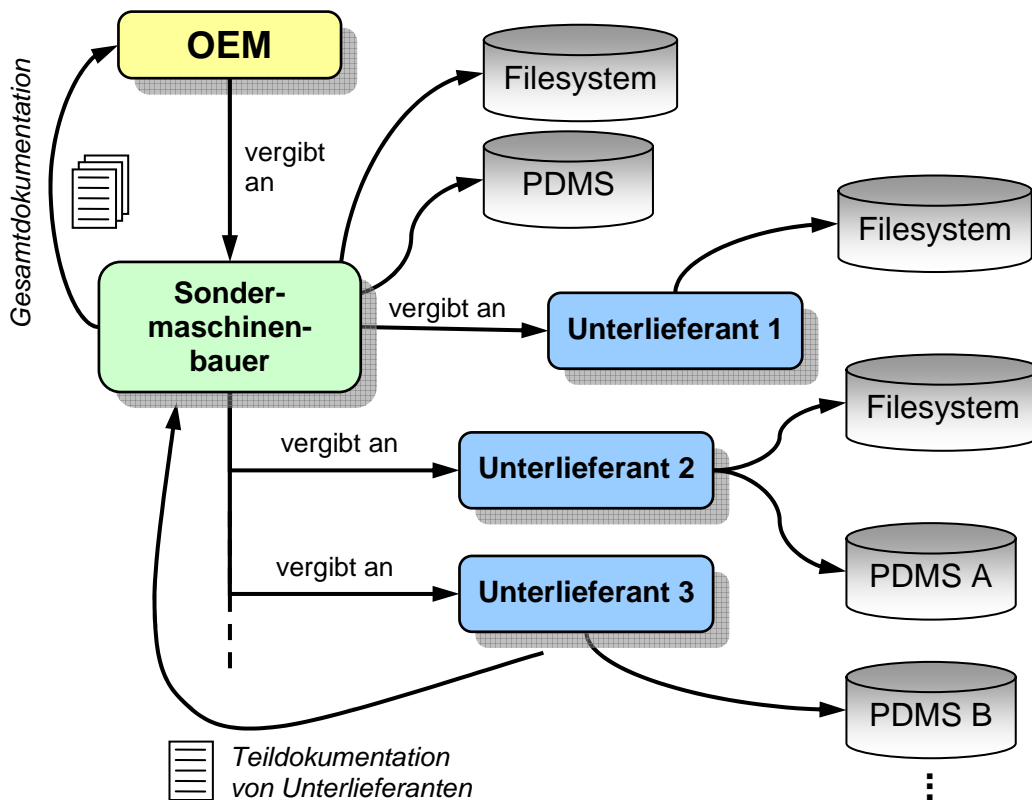 OEM
Gesamtdokumentation
vergibt
an
Filesystem
PDMS
Filesystem
Sonder-
maschinen-
bauer
vergibt an
Unterlieferant 1
Filesystem
vergibt an
Unterlieferant 2
PDMS A
vergibt an
Unterlieferant 3
PDMS B
Teildokumentation
von Unterlieferanten